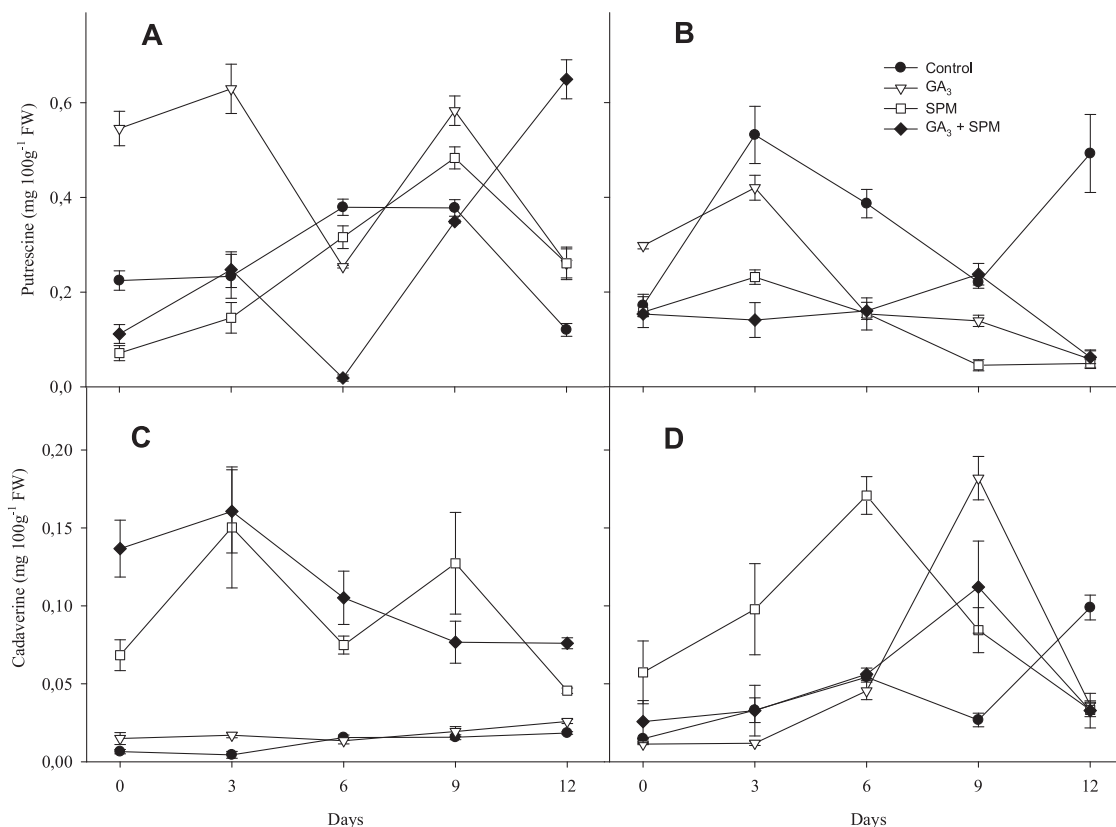 A
B
Control
GA₃
SPM
GA₃ + SPM
Putrescine (mg 100g⁻¹ FW)
0,6
0,4
0,2
0,0
C
D
Cadaverine (mg 100g⁻¹ FW)
0,20
0,15
0,10
0,05
0,00
0 3 6 9 12 0 3 6 9 12
Days Days